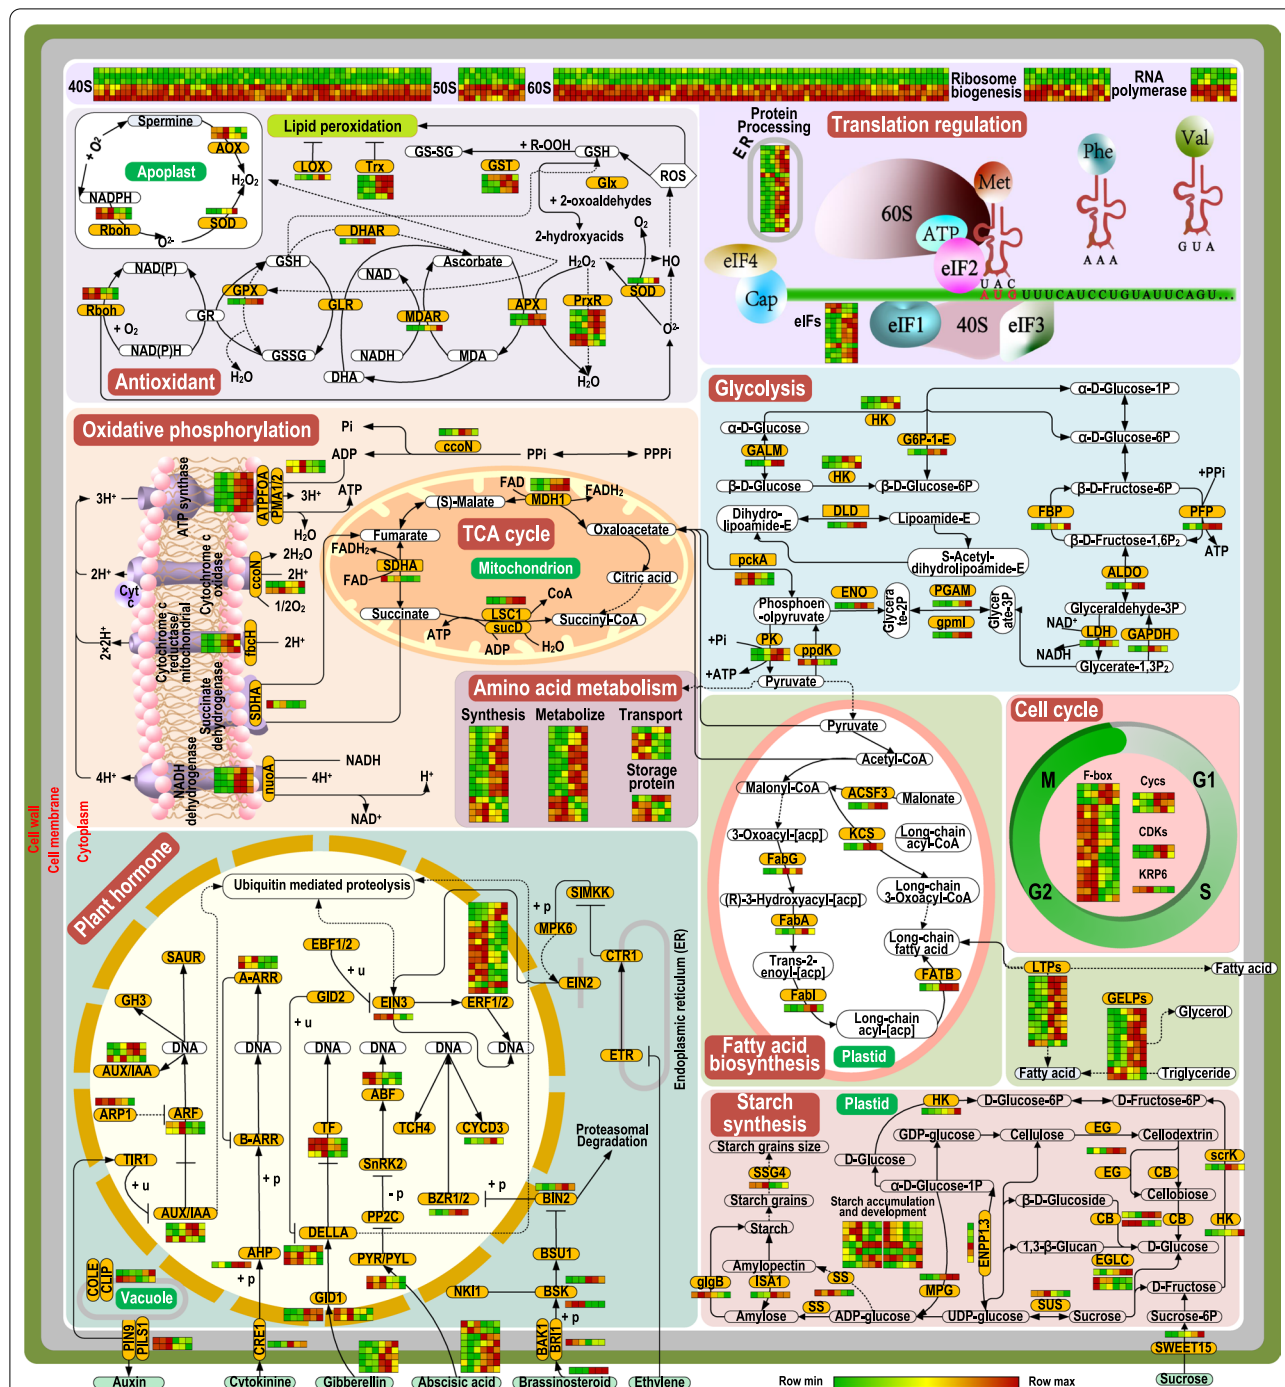 40S
50S
60S
Ribosome
biogenesis
RNA
polymerase
Spermine
+ O²⁻
AOX
Apoplast
H₂O₂
NADPH
Rboh
SOD
O²⁻
Lipid peroxidation
LOX
Trx
GS-SG
+ R-OOH
GSH
GST
Glx
ROS
+ 2-oxoaldehydes
2-hydroxyacids
O₂
DHAR
NAD(P)
GSH
NAD
Ascorbate
H₂O₂
HO
Rboh
GPX
GLR
MDAR
APX
PrxR
SOD
+ O₂
GR
O²⁻
NAD(P)H
GSSG
NADH
MDA
H₂O
DHA
H₂O
Antioxidant
Protein
Processing
ER
Translation regulation
Val
Phe
Met
60S
ATP
GUA
AAA
eIF4
eIF2
UAC
Cap
AUGUUUCAUCCUGUAUUCAGU...
eIFs
eIF1
40S
eIF3
Oxidative phosphorylation
Pi
ccoN
ADP
PPi
PPPi
3H⁺
ATP synthase
ATPFOA
PMA1/2
3H⁺
ATP
H₂O
2H⁺
Cyt
c
Cytochrome c
oxidase
ccoN
2H₂O
2H⁺
1/2O₂
2×2H⁺
Cytochrome c
reductase,
mitochondrial
fbcH
2H⁺
Succinate
dehydrogenase
SDHA
4H⁺
NADH
dehydrogenase
nuoA
NADH
4H⁺
H⁺
NAD⁺
FAD
FADH₂
(S)-Malate
MDH1
Oxaloacetate
Fumarate
TCA cycle
FADH₂
SDHA
FAD
Mitochondrion
Citric acid
CoA
Succinate
LSC1
sucD
Succinyl-CoA
ATP
ADP
H₂O
Amino acid metabolism
Synthesis
Metabolize
Transport
Storage
protein
Glycolysis
α-D-Glucose-1P
HK
α-D-Glucose
G6P-1-E
α-D-Glucose-6P
GALM
HK
+PPi
β-D-Glucose
β-D-Glucose-6P
β-D-Fructose-6P
Dihydro-
lipoamide-E
DLD
Lipoamide-E
FBP
PFP
β-D-Fructose-1,6P₂
ATP
S-Acetyl-
dihydrolipoamide-E
pckA
ALDO
ENO
PGAM
Phosphoen
-olpyruvate
Glycera
te-2P
gpmI
Glycer
ate-3P
Glyceraldehyde-3P
NAD⁺
+Pi
PK
ppdK
LDH
GAPDH
NADH
+ATP
Glycerate-1,3P₂
Pyruvate
Pyruvate
Acetyl-CoA
Malonyl-CoA
ACSF3
Malonate
3-Oxoacyl-[acp]
KCS
Long-chain
acyl-CoA
FabG
(R)-3-Hydroxyacyl-[acp]
Long-chain
3-Oxoacyl-CoA
FabA
Trans-2-
enoyl-[acp]
Long-chain
fatty acid
FabI
FATB
Long-chain
acyl-[acp]
Fatty acid
biosynthesis
Plastid
Cell cycle
M
G1
G2
S
F-box
Cycs
CDKs
KRP6
LTPs
Fatty acid
GELPs
Glycerol
Fatty acid
Triglyceride
Cell wall
Cell membrane
Cytoplasm
Plant hormone
Ubiquitin mediated proteolysis
SIMKK
+ p
MPK6
CTR1
EIN2
ETR
Endoplasmic reticulum (ER)
SAUR
A-ARR
EBF1/2
+ u
GH3
GID2
EIN3
ERF1/2
+ u
DNA
DNA
DNA
DNA
DNA
DNA
AUX/IAA
ABF
ARP1
ARF
TF
TCH4
CYCD3
B-ARR
Proteasomal
Degradation
TIR1
SnRK2
+ u
+ p
- p
BZR1/2
+ p
BIN2
AUX/IAA
PP2C
DELLA
AHP
PYR/PYL
BSU1
COLE
CLIP
+ p
Vacuole
GID1
NKI1
BSK
+ p
PIN9
PILS1
CRE1
BAK1
BRI1
Auxin
Cytokinine
Gibberellin
Abscisic acid
Brassinosteroid
Ethylene
Starch
synthesis
Plastid
HK
D-Glucose-6P
D-Fructose-6P
Starch grains size
GDP-glucose
Cellulose
EG
Cellodextrin
D-Glucose
scrK
SSG4
α-D-Glucose-1P
EG
CB
Starch grains
Starch accumulation
and development
β-D-Glucoside
Cellobiose
Starch
CB
CB
HK
ENPP1.3
1,3-β-Glucan
D-Glucose
Amylopectin
EGLC
glgB
ISA1
SS
MPG
D-Fructose
SS
SUS
Amylose
ADP-glucose
UDP-glucose
Sucrose
Sucrose-6P
SWEET15
Sucrose
Row min
Row max